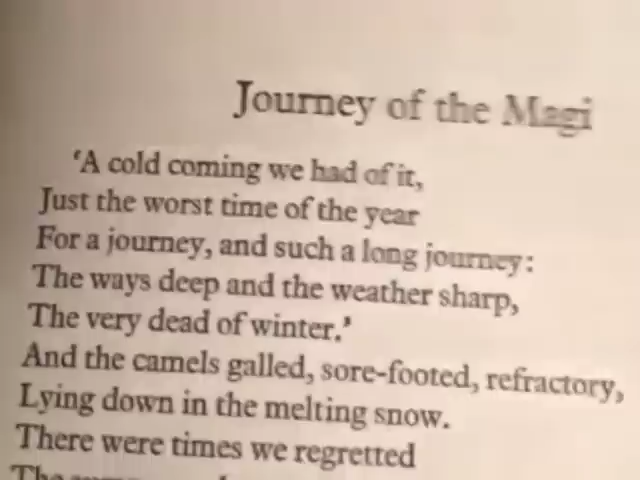 Journey of the Magi
‘A cold coming we had of it,
Just the worst time of the year
For a journey, and such a long journey:
The ways deep and the weather sharp,
The very dead of winter.’
And the camels galled, sore-footed, refractory,
Lying down in the melting snow.
There were times we regretted
The